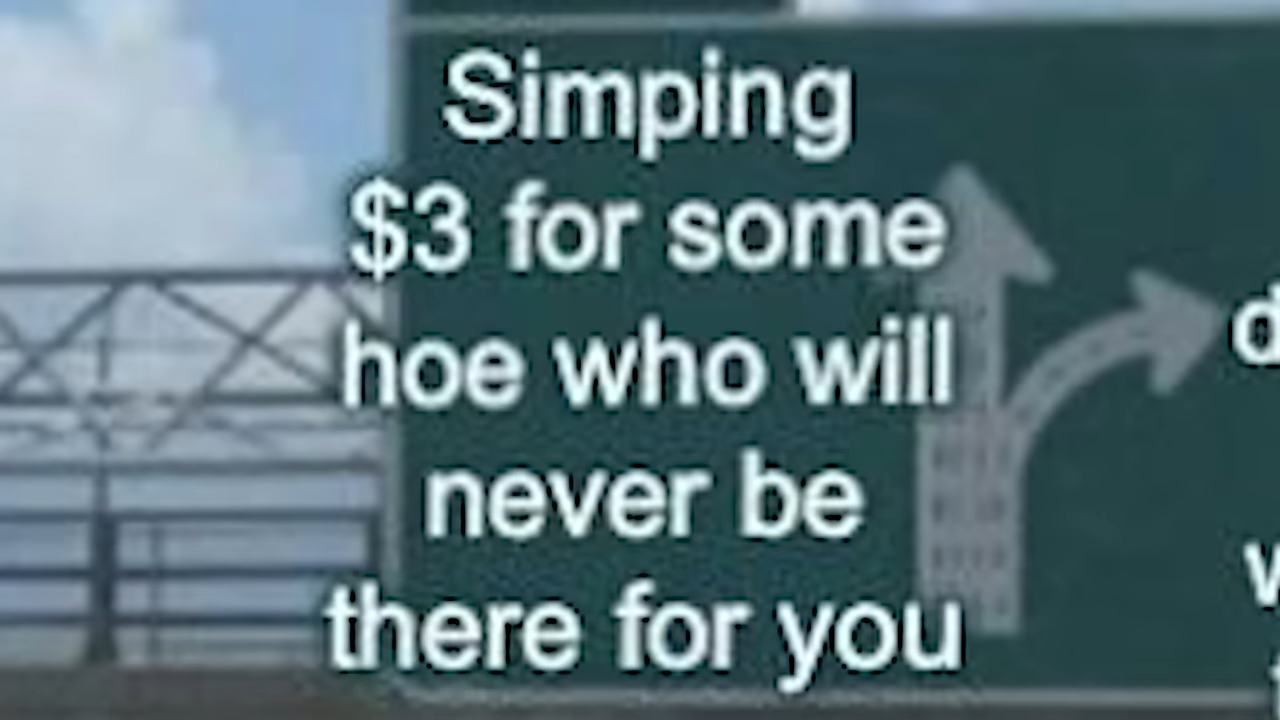 Simping
$3 for some
hoe who will
never be
there for you